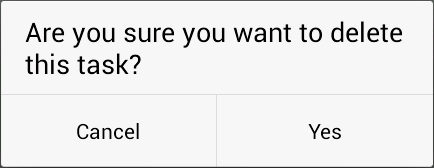 Are you sure you want to delete
this task?
Cancel
Yes